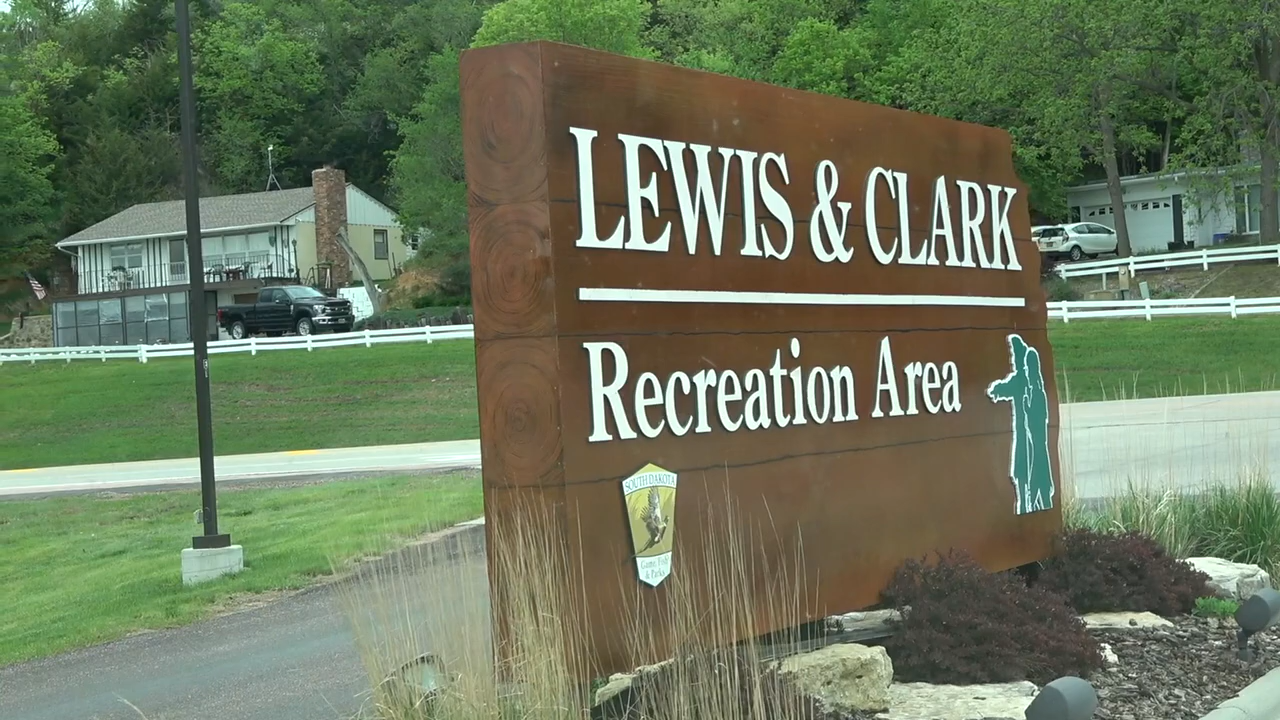 LEWIS & CLARK
Recreation Area
SOUTH DAKOTA
Game, Fish
& Parks